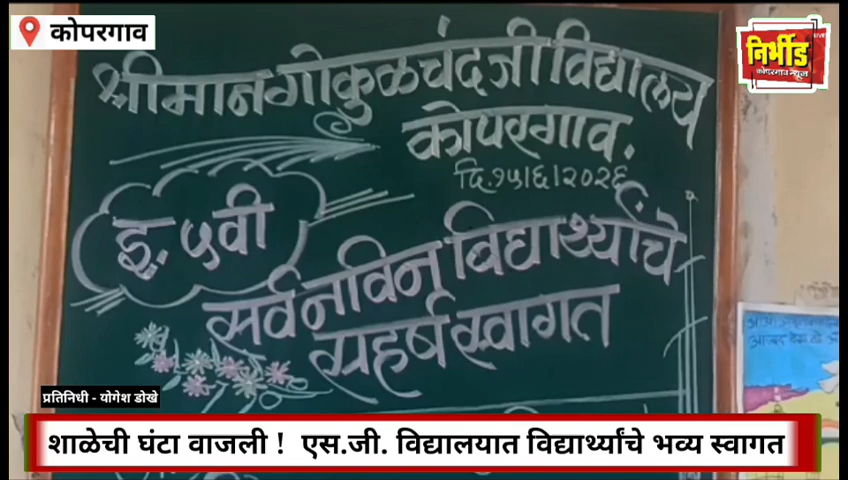 कोपरगाव
निर्भीड
कोपरगाव न्यूज
श्रीमान गोकुळचंदजी विद्यालय
कोपरगाव.
दि.१५/६/२०२६
इ. ५वी
सर्व नविन विद्यार्थ्यांचे
सहर्ष स्वागत
प्रतिनिधी - योगेश डोखे
शाळेची घंटा वाजली ! एस.जी. विद्यालयात विद्यार्थ्यांचे भव्य स्वागत